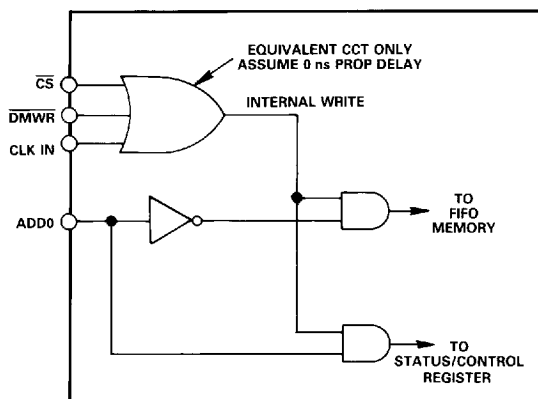 EQUIVALENT CCT ONLY
ASSUME 0 ns PROP DELAY
CS
DMWR
CLK IN
INTERNAL WRITE
ADD0
TO
FIFO
MEMORY
TO
STATUS/CONTROL
REGISTER